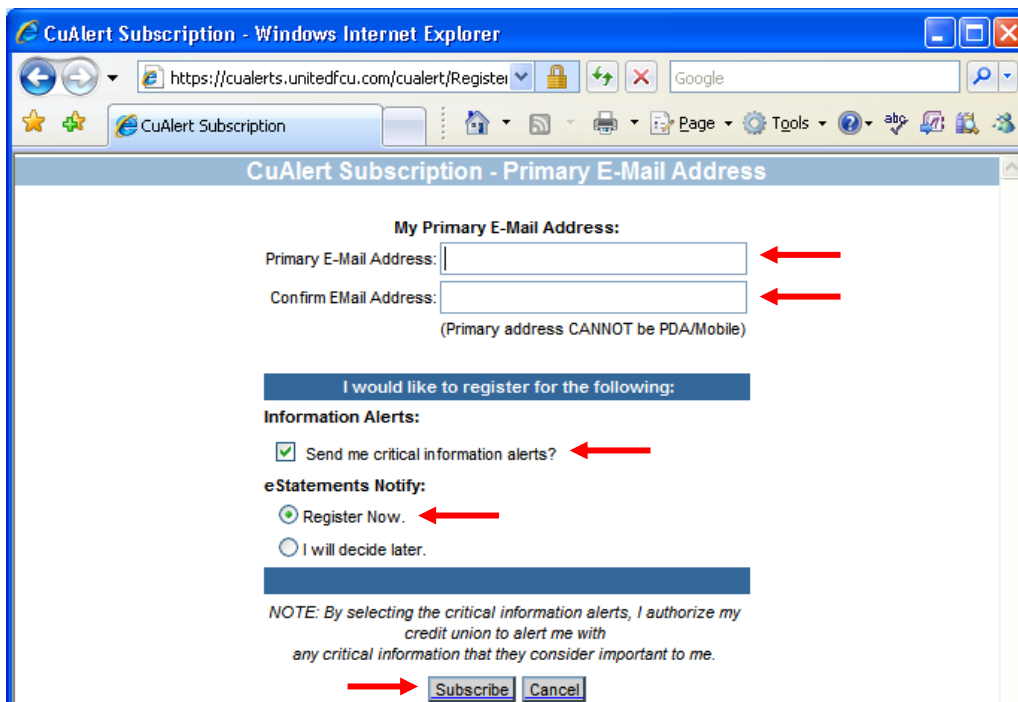 CuAlert Subscription - Windows Internet Explorer
https://cualerts.unitedfcu.com/cualert/Register
Google
CuAlert Subscription
Page
Tools
CuAlert Subscription - Primary E-Mail Address
My Primary E-Mail Address:
Primary E-Mail Address:
Confirm EMail Address:
(Primary address CANNOT be PDA/Mobile)
I would like to register for the following:
Information Alerts:
Send me critical information alerts?
eStatements Notify:
Register Now.
I will decide later.
NOTE: By selecting the critical information alerts, I authorize my
credit union to alert me with
any critical information that they consider important to me.
Subscribe Cancel